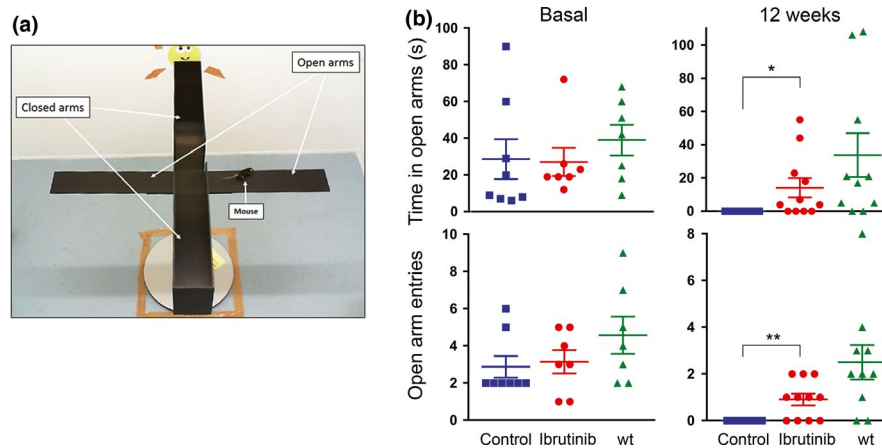 (a)
Open arms
Closed arms
Mouse
(b)
Basal
12 weeks
Time in open arms (s)
100
80
60
40
20
0
100
80
60
40
20
0
*
Open arm entries
10
8
6
4
2
0
8
6
4
2
0
**
Control Ibrutinib wt
Control Ibrutinib wt